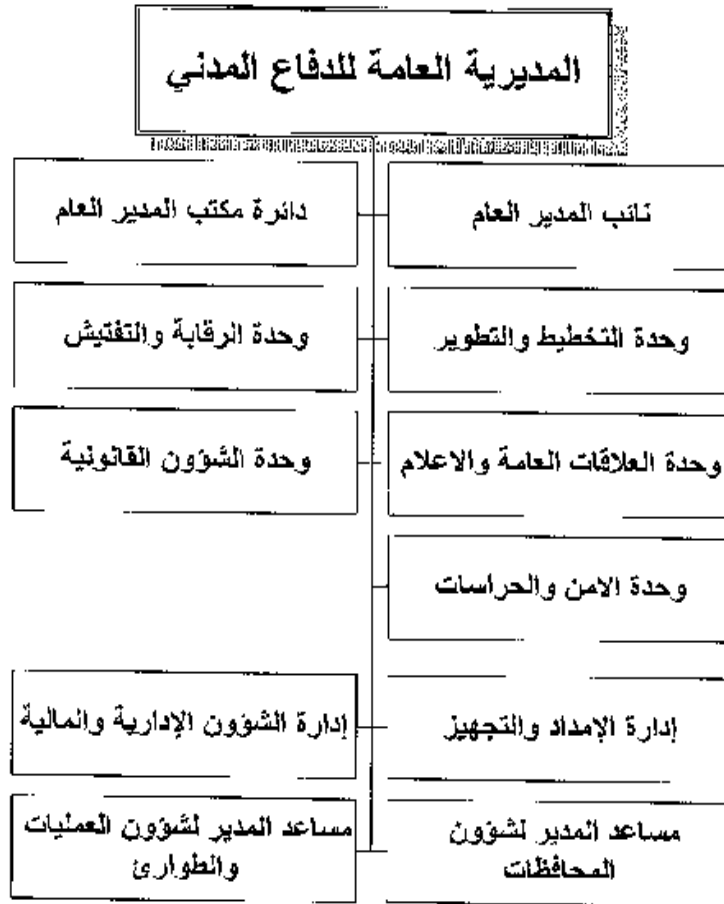 المديرية العامة للدفاع المدني
نائب المدير العام
دائرة مكتب المدير العام
وحدة التخطيط والتطوير
وحدة الرقابة والتفتيش
وحدة العلاقات العامة والاعلام
وحدة الشؤون القانونية
وحدة الامن والحراسات
إدارة الإمداد والتجهيز
إدارة الشؤون الإدارية والمالية
مساعد المدير لشؤون
المحافظات
مساعد المدير لشؤون العمليات
والطوارئ